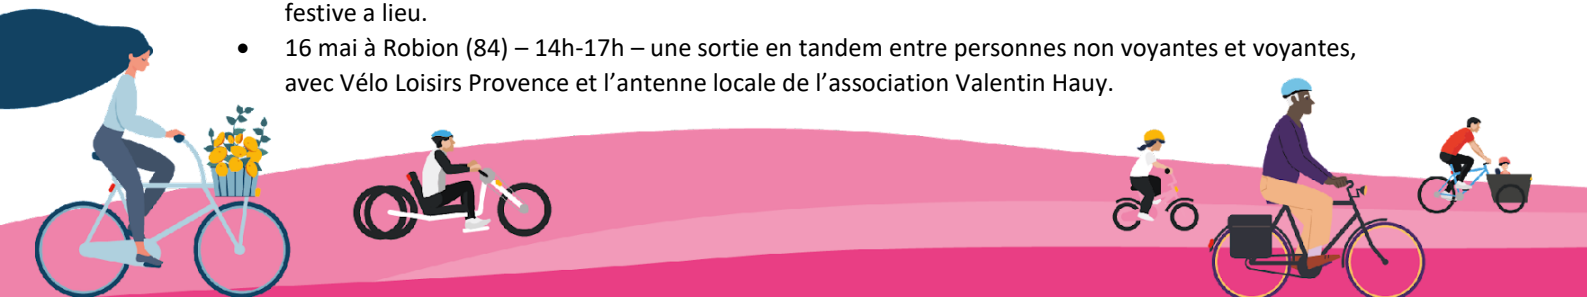 festive a lieu.
• 16 mai à Robion (84) – 14h-17h – une sortie en tandem entre personnes non voyantes et voyantes,
avec Vélo Loisirs Provence et l’antenne locale de l’association Valentin Hauy.